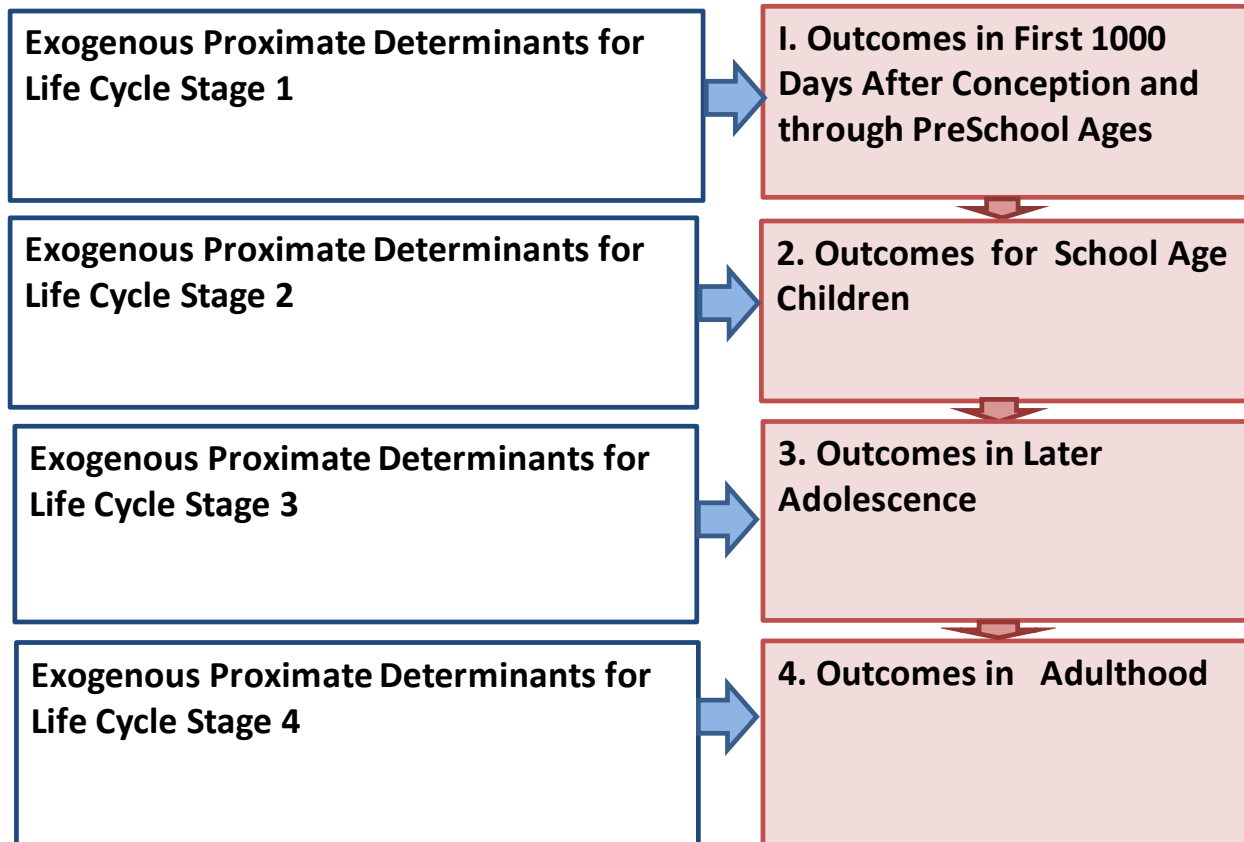 Exogenous Proximate Determinants for
Life Cycle Stage 1
I. Outcomes in First 1000
Days After Conception and
through PreSchool Ages
Exogenous Proximate Determinants for
Life Cycle Stage 2
2. Outcomes for School Age
Children
Exogenous Proximate Determinants for
Life Cycle Stage 3
3. Outcomes in Later
Adolescence
Exogenous Proximate Determinants for
Life Cycle Stage 4
4. Outcomes in Adulthood